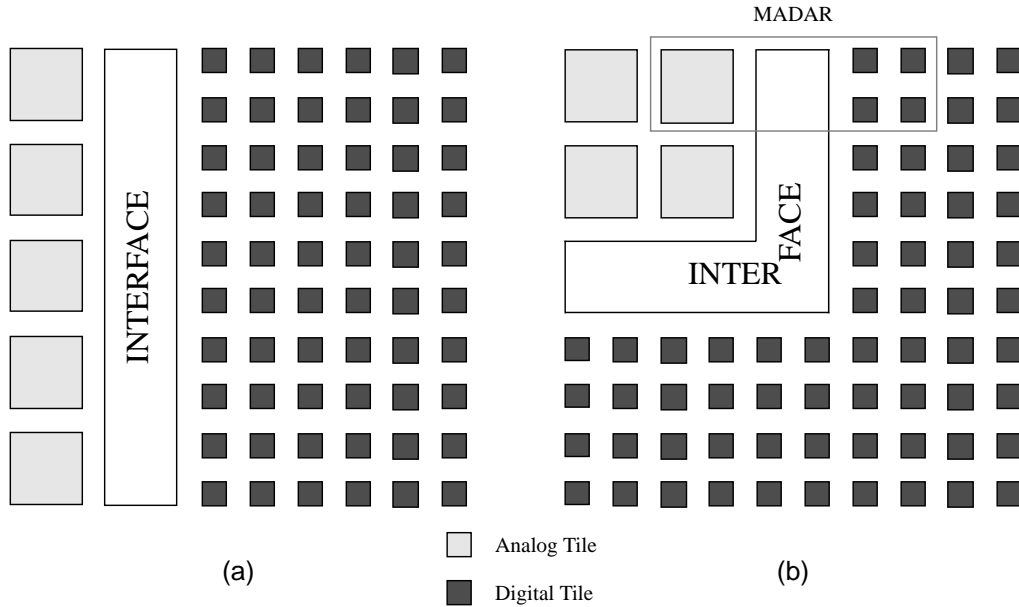 MADAR
INTERFACE
INTER
FACE
Analog Tile
Digital Tile
(a)
(b)